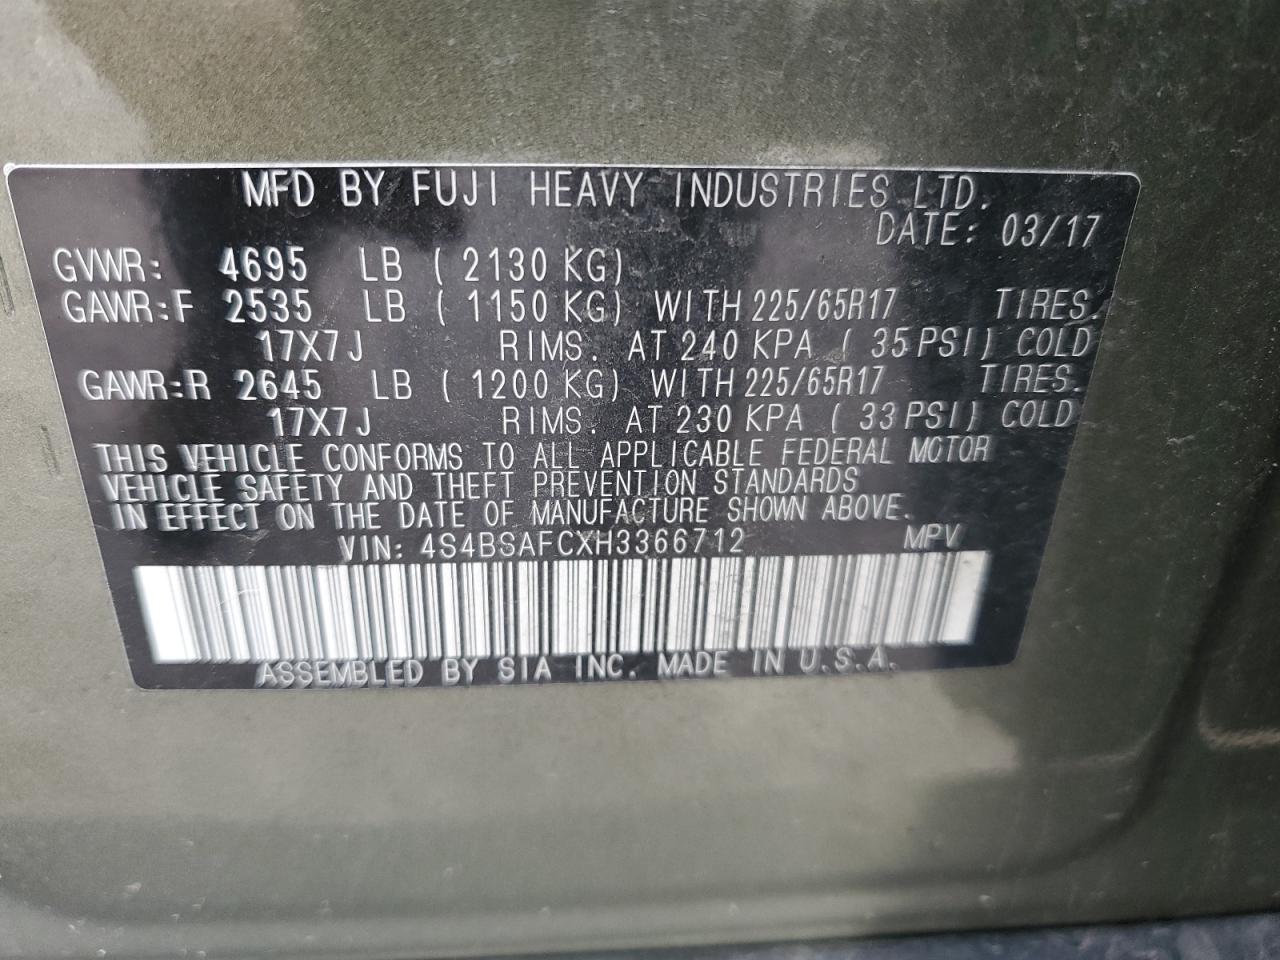 MFD BY FUJI HEAVY INDUSTRIES LTD.
DATE: 03/17
GVWR: 4695 LB ( 2130 KG)
GAWR:F 2535 LB ( 1150 KG) WITH 225/65R17 TIRES.
17X7J RIMS. AT 240 KPA ( 35 PSI) COLD
GAWR:R 2645 LB ( 1200 KG) WITH 225/65R17 TIRES.
17X7J RIMS. AT 230 KPA ( 33 PSI) COLD
THIS VEHICLE CONFORMS TO ALL APPLICABLE FEDERAL MOTOR
VEHICLE SAFETY AND THEFT PREVENTION STANDARDS
IN EFFECT ON THE DATE OF MANUFACTURE SHOWN ABOVE.
VIN: 4S4BSAFCXH3366712 MPV
ASSEMBLED BY SIA INC. MADE IN U.S.A.